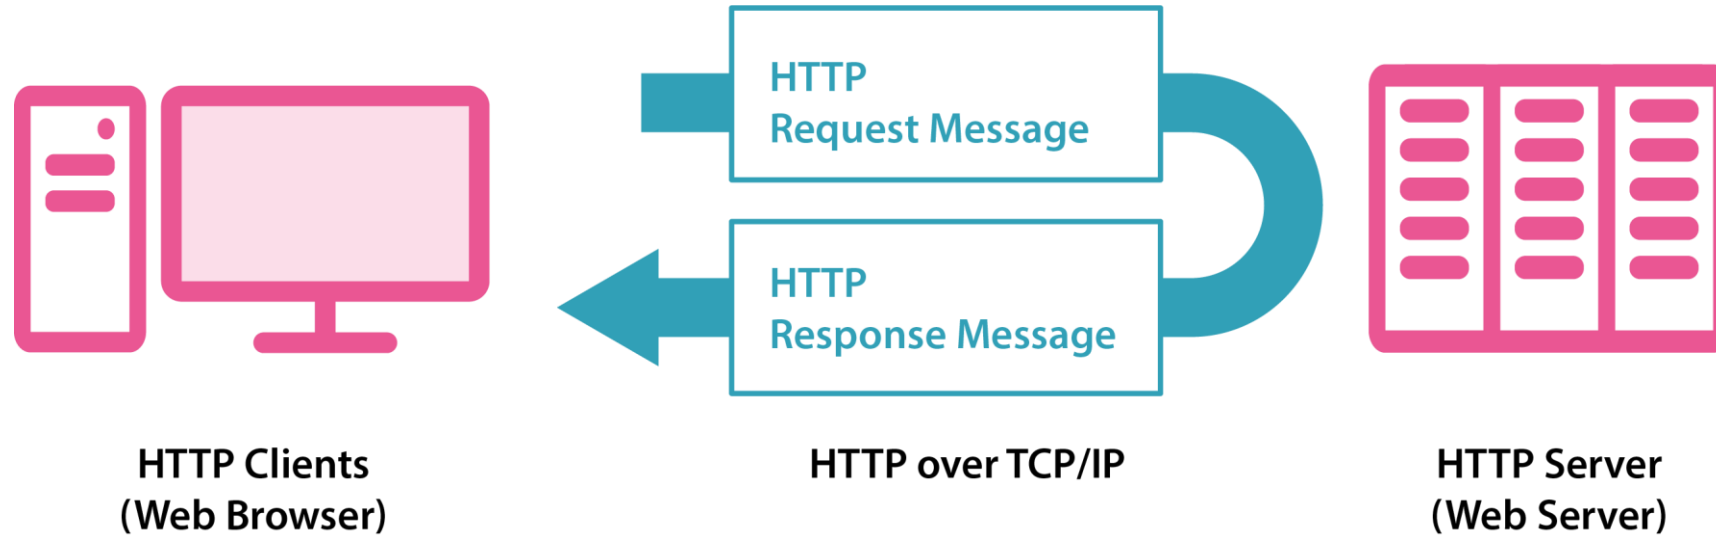 HTTP
Request Message
HTTP
Response Message
HTTP Clients
(Web Browser)
HTTP over TCP/IP
HTTP Server
(Web Server)